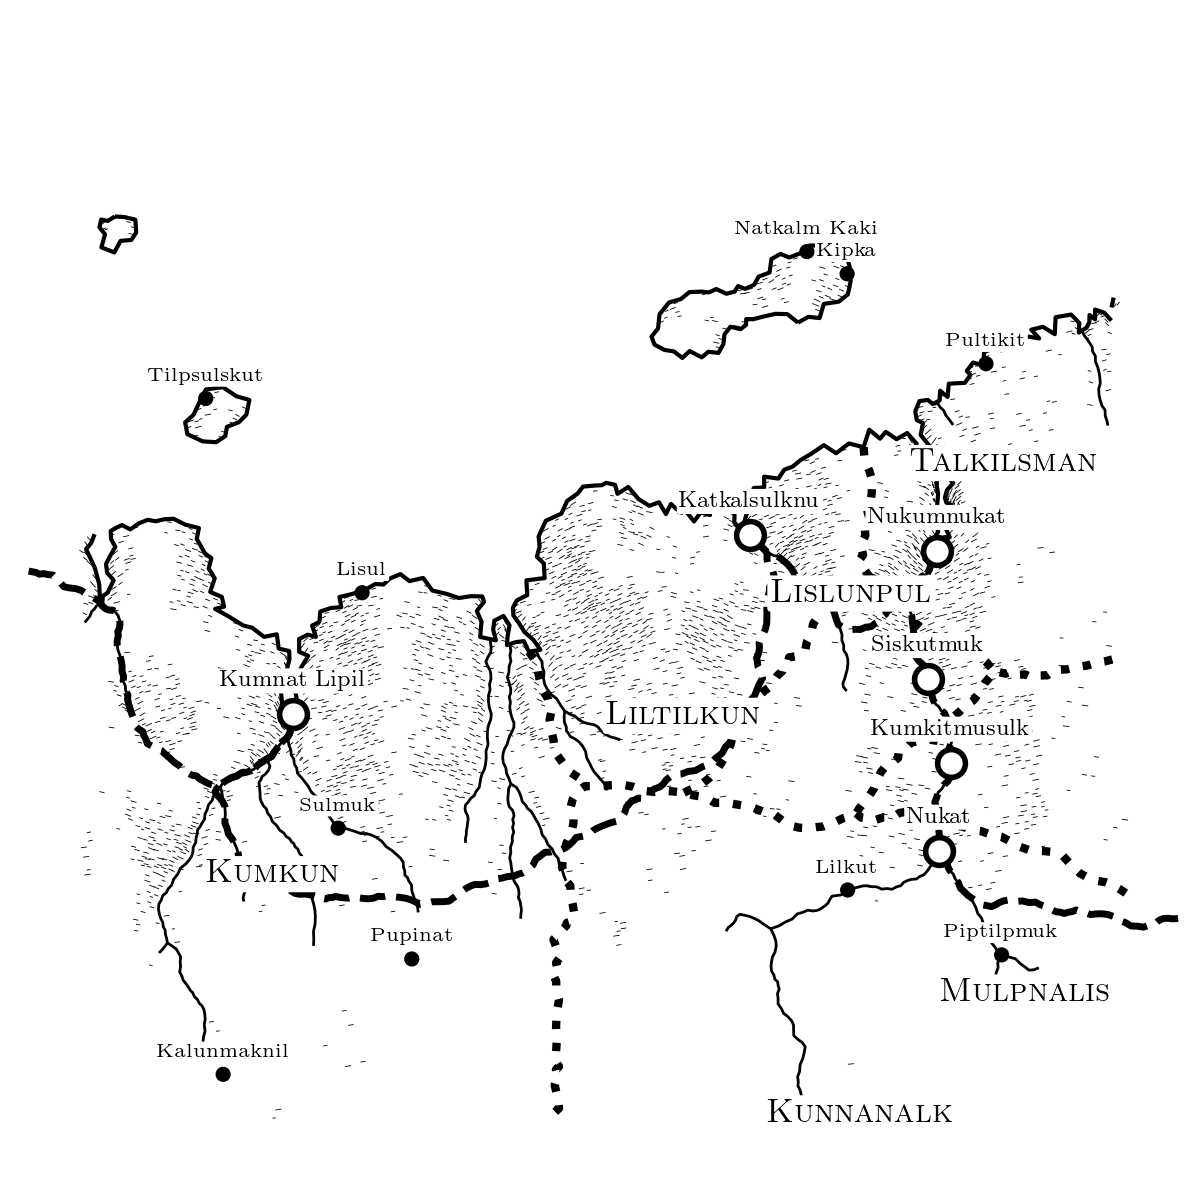 Natkalm Kaki
Kipka
Pultikit
Tilpsulskut
Talkilsman
Katkalsulknu
Nukumnukat
Lisul
Lislunpul
Siskutmuk
Kumnat Lipil
Liltilkun
Kumkitmusulk
Sulmuk
Nukat
Kumkun
Lilkut
Pupinat
Piptilpmuk
Mulpnalis
Kalunmaknil
Kunnanalk